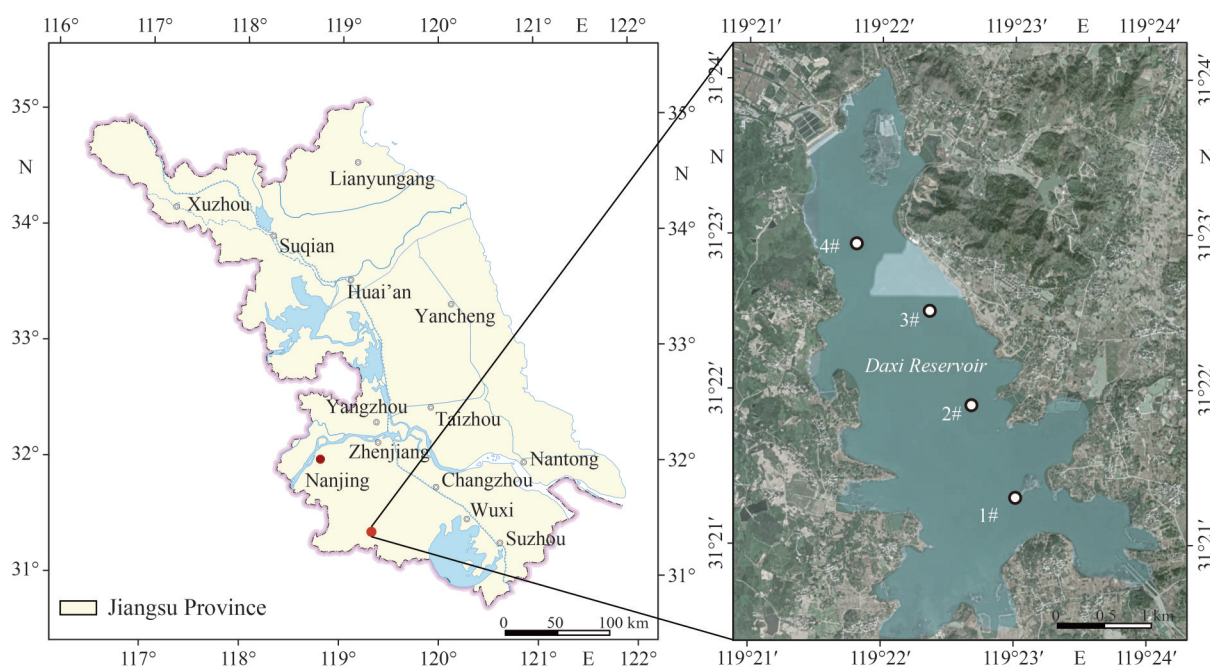 116° 117° 118° 119° 120° 121° E 122°
119°21′ 119°22′ 119°23′ E 119°24′
35°
N
34°
33°
32°
31°
35°
N
34°
33°
32°
31°
Lianyungang
Xuzhou
Suqian
Huai’an
Yancheng
Yangzhou
Taizhou
Zhenjiang
Nanjing
Nantong
Changzhou
Wuxi
Suzhou
Jiangsu Province
0 50 100 km
117° 118° 119° 120° 121° E 122°
31°24′
N
31°23′
31°22′
31°21′
31°24′
N
31°23′
31°22′
31°21′
4#
3#
Daxi Reservoir
2#
1#
0 0.5 1 km
119°21′ 119°22′ 119°23′ E 119°24′